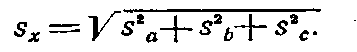 s_x = √s²_a + s²_b + s²_c.